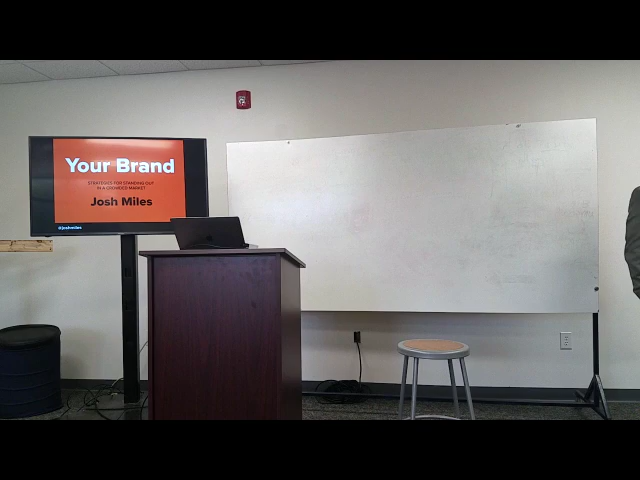 Your Brand
STRATEGIES FOR STANDING OUT
IN A CROWDED MARKET
Josh Miles
@joshmiles